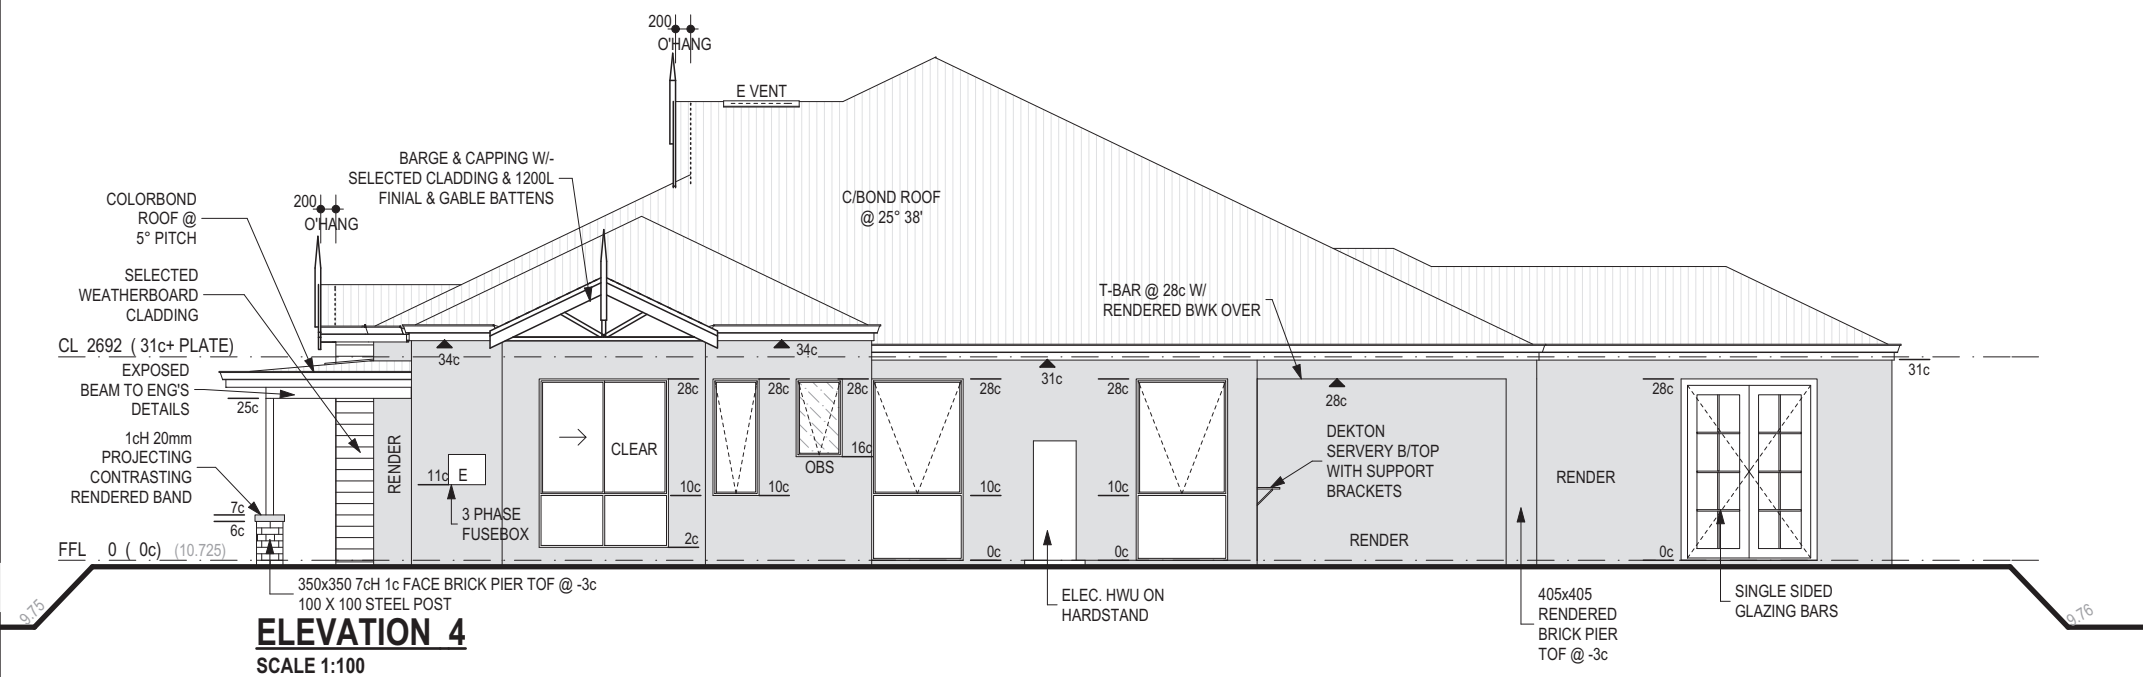 200
O'HANG
E VENT
BARGE & CAPPING W/-
SELECTED CLADDING & 1200L
FINIAL & GABLE BATTENS
COLORBOND
ROOF @
5° PITCH
200
O'HANG
C/BOND ROOF
@ 25° 38'
SELECTED
WEATHERBOARD
CLADDING
T-BAR @ 28c W/
RENDERED BWK OVER
CL 2692 ( 31c+ PLATE)
34c
34c
31c
31c
EXPOSED
BEAM TO ENG'S
DETAILS
25c
28c
28c
28c
28c
28c
28c
28c
1cH 20mm
PROJECTING
CONTRASTING
RENDERED BAND
RENDER
CLEAR
OBS
16c
DEKTON
SERVERY B/TOP
WITH SUPPORT
BRACKETS
RENDER
11c
E
10c
10c
10c
10c
7c
6c
3 PHASE
FUSEBOX
2c
0c
0c
RENDER
0c
FFL 0 ( 0c) (10.725)
9.75
350x350 7cH 1c FACE BRICK PIER TOF @ -3c
100 X 100 STEEL POST
ELEC. HWU ON
HARDSTAND
405x405
RENDERED
BRICK PIER
TOF @ -3c
SINGLE SIDED
GLAZING BARS
9.76
ELEVATION 4
SCALE 1:100